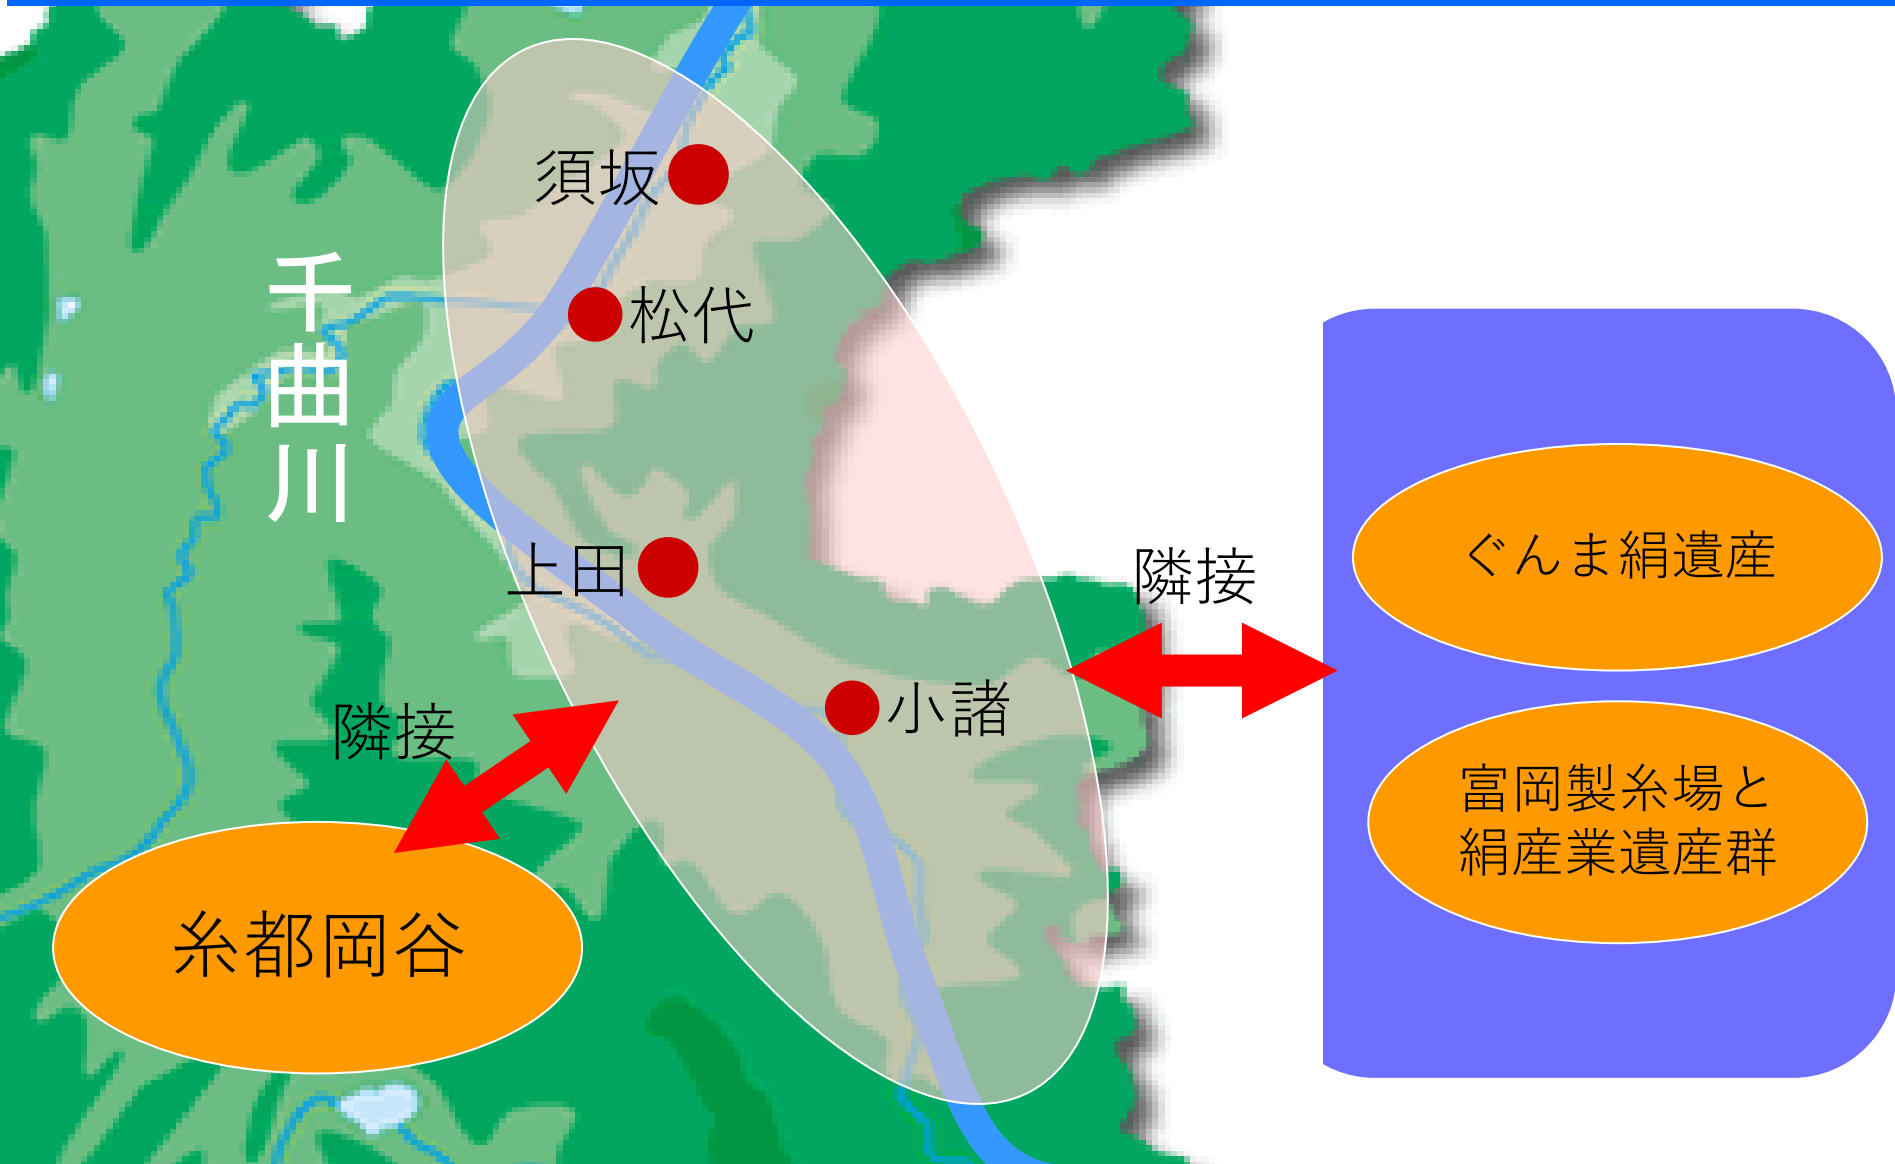 須坂
千曲川
松代
上田
隣接
ぐんま絹遺産
小諸
隣接
富岡製糸場と
絹産業遺産群
糸都岡谷